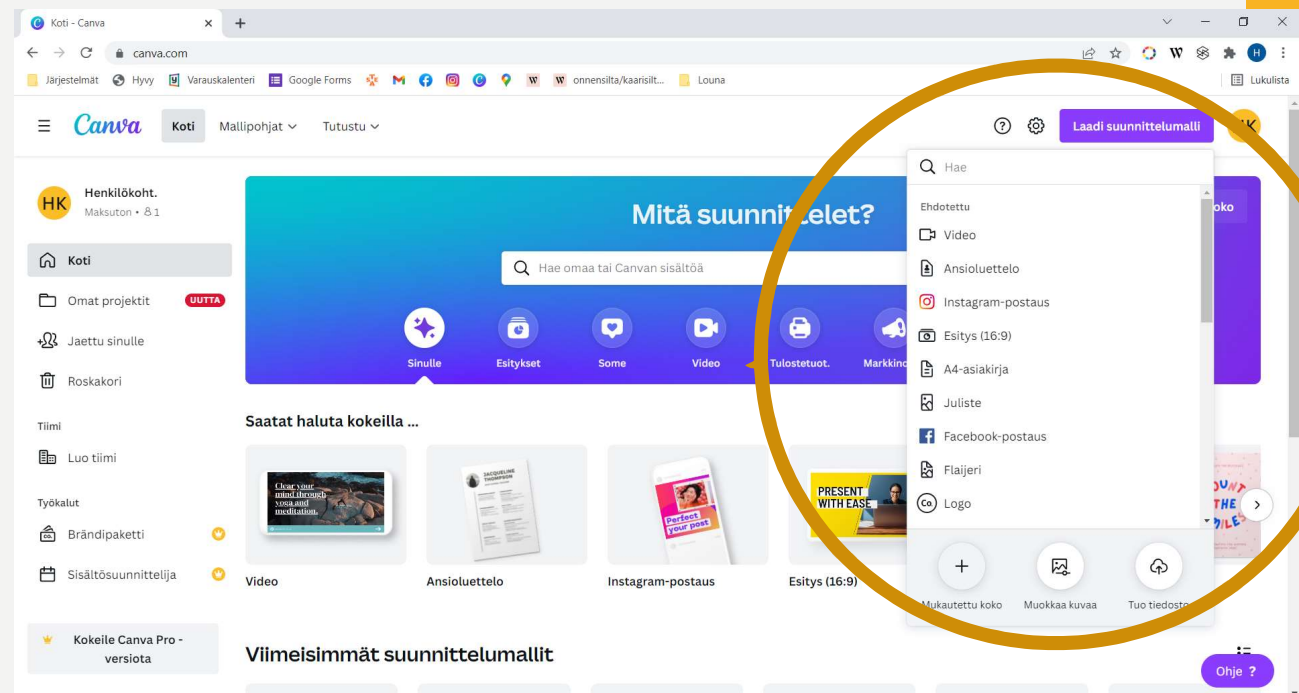 Koti - Canva
canva.com
Järjestelmät
Hyvy
Varauskalenteri
Google Forms
onnensilta/kaarisilt...
Louna
Lukulista
Canva
Koti
Mallipohjat
Tutustu
Laadi suunnittelumalli
HK
Henkilökoht.
Maksuton • 1
Koti
Omat projektit
UUTTA
Jaettu sinulle
Roskakori
Tiimi
Luo tiimi
Työkalut
Brändipaketti
Sisältösuunnittelija
Kokeile Canva Pro -
versiota
Mitä suunnittelet?
Hae omaa tai Canvan sisältöä
Sinulle
Esitykset
Some
Video
Tulostetuot.
Saatat haluta kokeilla ...
Clear your
mind through
yoga and
meditation.
JACQUELINE
THOMPSON
Perfect
your post
PRESENT
WITH EASE
Video
Ansioluettelo
Instagram-postaus
Esitys (16:9)
Viimeisimmät suunnittelumallit
Hae
Ehdotettu
Video
Ansioluettelo
Instagram-postaus
Esitys (16:9)
A4-asiakirja
Juliste
Facebook-postaus
Flaijeri
Co.
Logo
Mukautettu koko
Muokkaa kuvaa
Tuo tiedosto
THE
Ohje ?